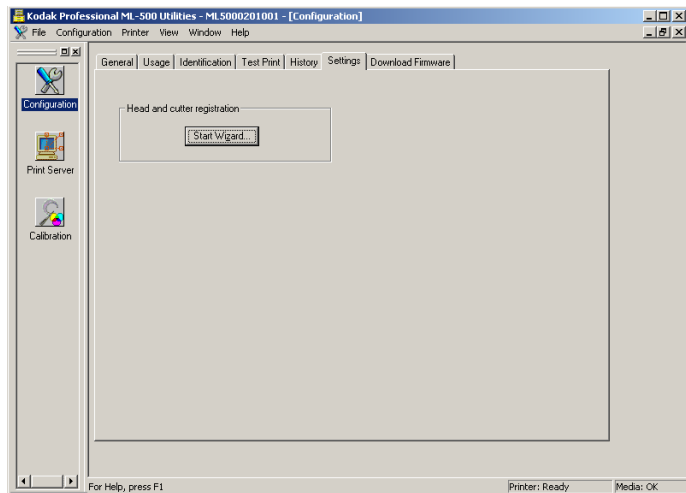 Kodak Professional ML-500 Utilities - ML5000201001 - [Configuration]
File Configuration Printer View Window Help
General Usage Identification Test Print History Settings Download Firmware
Configuration
Print Server
Calibration
Head and cutter registration
Start Wizard...
For Help, press F1
Printer: Ready
Media: OK